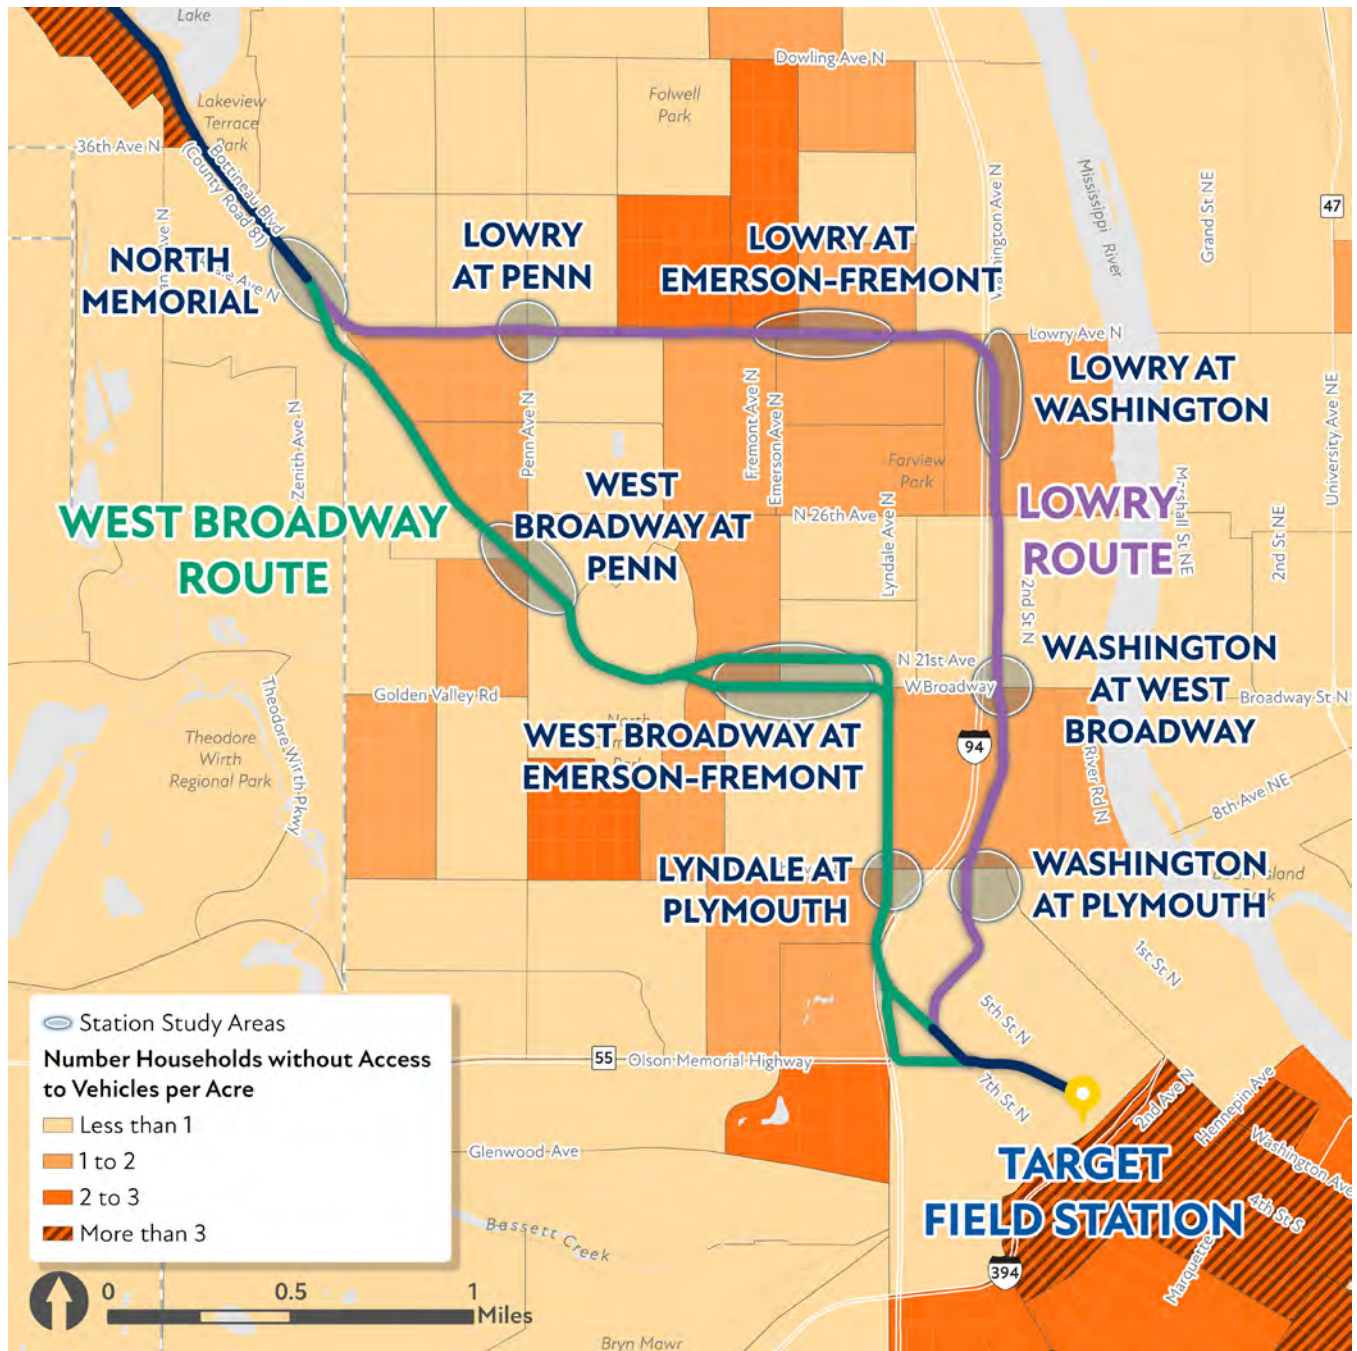 Lake
Dowling Ave N
Lakeview
Terrace
Park
Folwell
Park
36th Ave N
Bottineau Blvd
(County Road 81)
Washington Ave N
Mississippi River
Grand St NE
47
NORTH
MEMORIAL
LOWRY
AT PENN
LOWRY AT
EMERSON-FREMONT
Lowry Ave N
LOWRY AT
WASHINGTON
Zenith Ave N
Penn Ave N
Fremont Ave N
Emerson Ave N
University Ave NE
Farview
Park
WEST
BROADWAY AT
PENN
N 26th Ave
Lyndale Ave N
LOWRY
ROUTE
Marshall St NE
2nd St NE
WEST BROADWAY
ROUTE
2nd St N
N 21st Ave
W Broadway
WASHINGTON
AT WEST
BROADWAY
Broadway St NE
Golden Valley Rd
Theodore Wirth Pkwy
Theodore
Wirth
Regional Park
North
WEST BROADWAY AT
EMERSON-FREMONT
94
River Rd N
8th Ave NE
LYNDALE AT
PLYMOUTH
WASHINGTON
AT PLYMOUTH
Island
1st St N
5th St N
7th St N
55
Olson Memorial Highway
2nd Ave N
Hennepin Ave
Washington Ave
4th St S
Marquette
TARGET
FIELD STATION
394
Glenwood Ave
Bassett Creek
Bryn Mawr
Station Study Areas
Number Households without Access
to Vehicles per Acre
Less than 1
1 to 2
2 to 3
More than 3
0 0.5 1
Miles